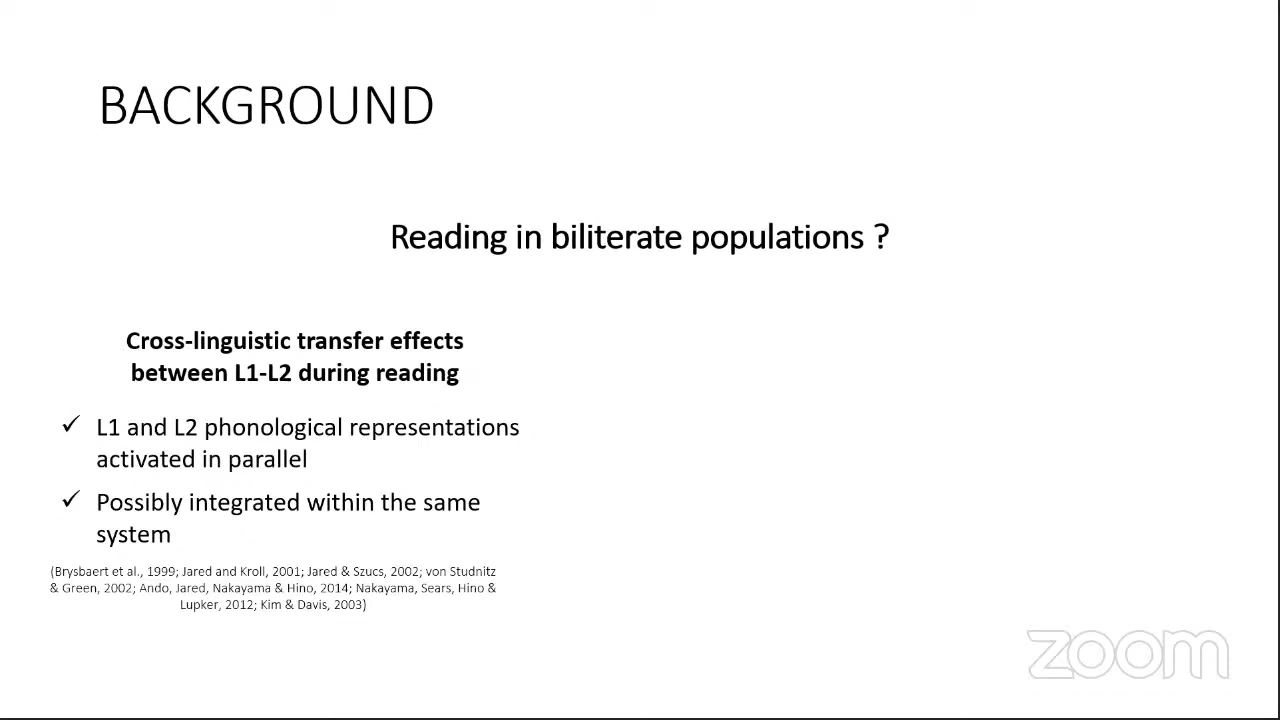 BACKGROUND
Reading in biliterate populations ?
Cross-linguistic transfer effects
between L1-L2 during reading
✓ L1 and L2 phonological representations
activated in parallel
✓ Possibly integrated within the same
system
(Brysbaert et al., 1999; Jared and Kroll, 2001; Jared & Szucs, 2002; von Studnitz
& Green, 2002; Ando, Jared, Nakayama & Hino, 2014; Nakayama, Sears, Hino &
Lupker, 2012; Kim & Davis, 2003)
zoom